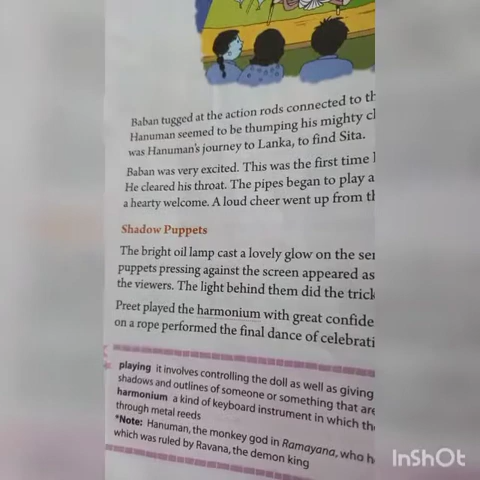 Baban tugged at the action rods connected to th
Hanuman seemed to be thumping his mighty ch
was Hanuman's journey to Lanka, to find Sita.
Baban was very excited. This was the first time
He cleared his throat. The pipes began to play a
a hearty welcome. A loud cheer went up from th
Shadow Puppets
The bright oil lamp cast a lovely glow on the
puppets pressing against the screen appeared as
the viewers. The light behind them did the trick
Preet played the harmonium with great confide
on a rope performed the final dance of celebrati
playing it involves controlling the doll as well as giving
shadows and outlines of someone or something that are
harmonium a kind of keyboard instrument in which the
through metal reeds
*Note: Hanuman, the monkey god in Ramayana, who h
which was ruled by Ravana, the demon king
InShOt